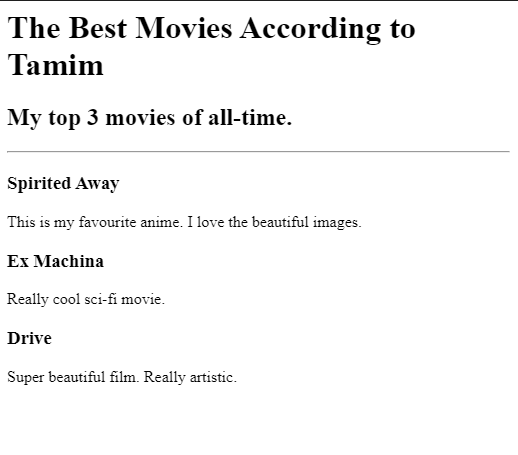 The Best Movies According to
Tamim
My top 3 movies of all-time.
Spirited Away
This is my favourite anime. I love the beautiful images.
Ex Machina
Really cool sci-fi movie.
Drive
Super beautiful film. Really artistic.